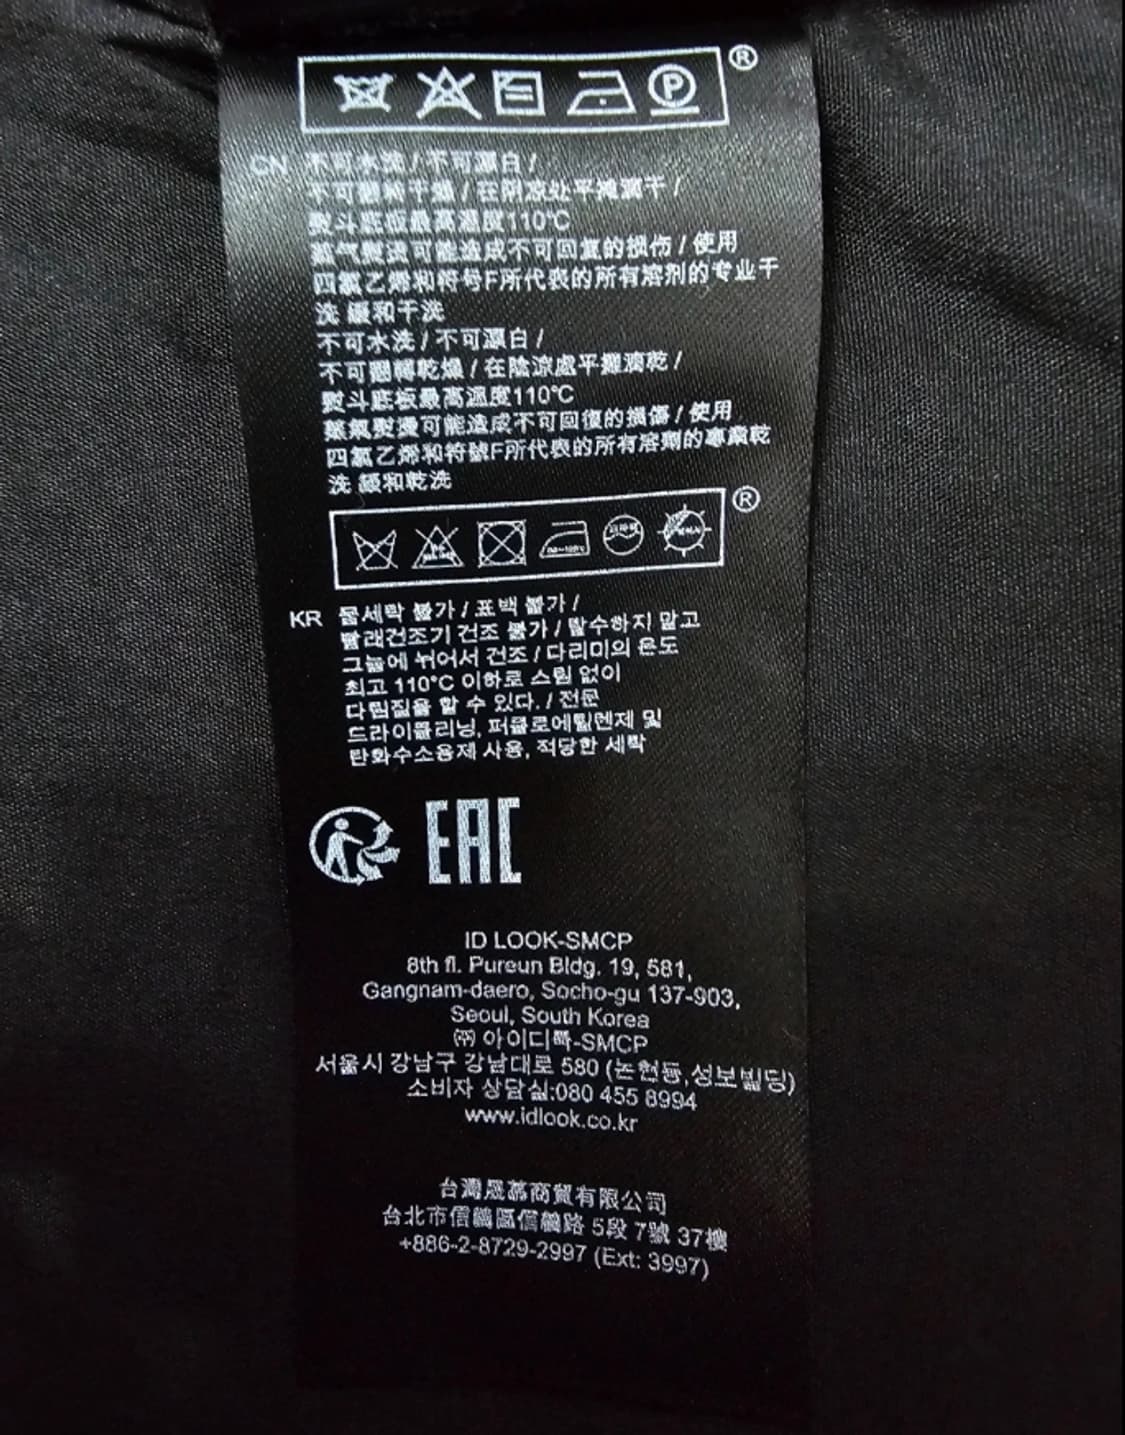 ®
P
CN 不可水洗 / 不可漂白 /
不可翻转干燥 / 在阴凉处平摊滴干 /
熨斗底板最高温度110°C
蒸气熨烫可能造成不可回复的损伤 / 使用
四氯乙烯和符号F所代表的所有溶剂的专业干
洗 缓和干洗
不可水洗 / 不可漂白 /
不可翻轉乾燥 / 在陰涼處平攤滴乾 /
熨斗底板最高溫度110°C
蒸氣熨燙可能造成不可回復的損傷 / 使用
四氯乙烯和符號F所代表的所有溶劑的專業乾
洗 緩和乾洗
®
KR 물세탁 불가 / 표백 불가 /
빨래건조기 건조 불가 / 탈수하지 말고
그늘에 뉘어서 건조 / 다리미의 온도
최고 110°C 이하로 스팀 없이
다림질을 할 수 있다. / 전문
드라이클리닝, 퍼클로에틸렌제 및
탄화수소용제 사용, 적당한 세탁
EAC
ID LOOK-SMCP
8th fl. Pureun Bldg. 19, 581,
Gangnam-daero, Socho-gu 137-903,
Seoul, South Korea
㈜ 아이디룩-SMCP
서울시 강남구 강남대로 580 (논현동,성보빌딩)
소비자 상담실:080 455 8994
www.idlook.co.kr
台灣晟慕商貿有限公司
台北市信義區信義路 5段 7號 37樓
+886-2-8729-2997 (Ext: 3997)